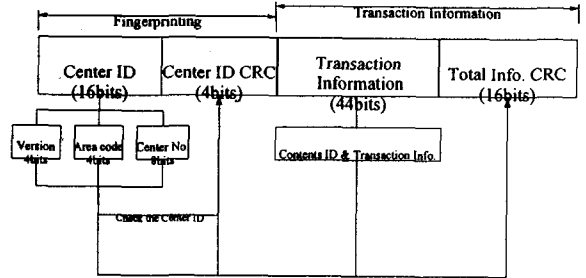 Fingerprinting
Transaction Information
Center ID
(16bits)
Center ID CRC
(4bits)
Transaction
Information
(44bits)
Total Info. CRC
(16bits)
Version
4bits
Area code
4bits
Center No
8bits
Contents ID & Transaction Info.
Check the Center ID